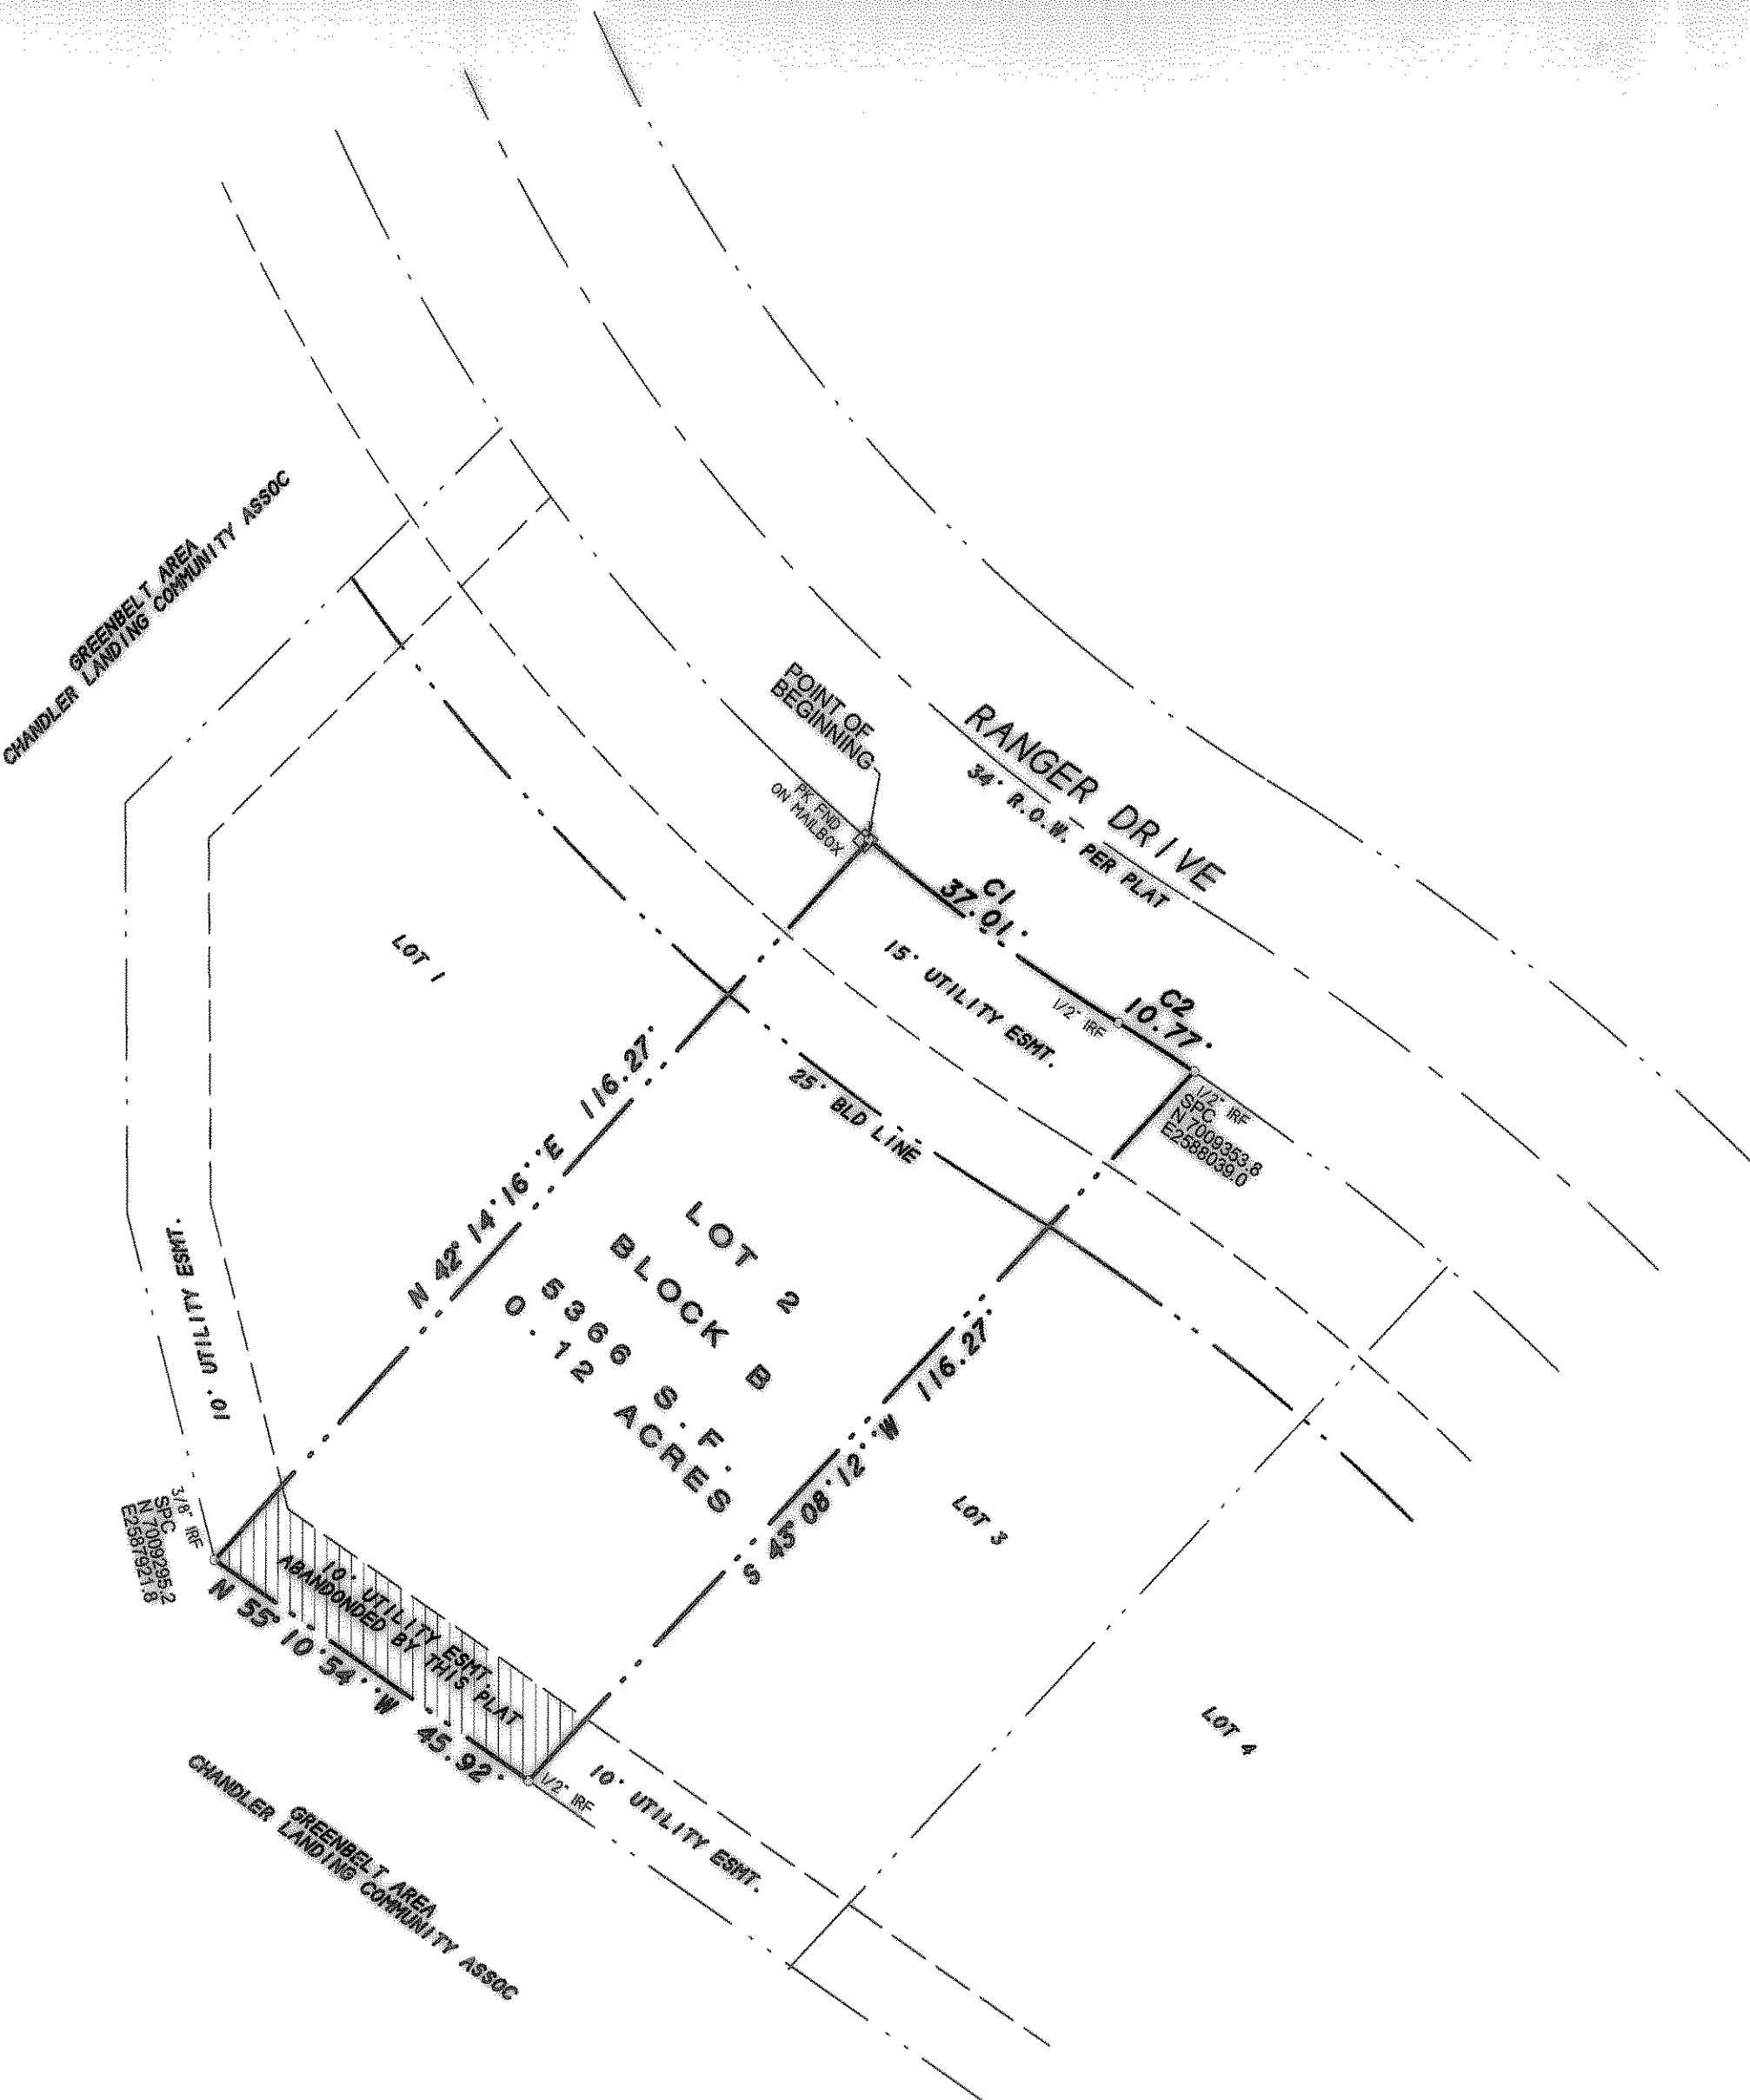 GREENBELT AREA
CHANDLER LANDING COMMUNITY ASSOC
POINT OF
BEGINNING
PK FND
ON MAILBOX
RANGER DRIVE
34' R.O.W. PER PLAT
C1
37.01'
C2
10.77'
15' UTILITY ESMT.
1/2" IRF
1/2" IRF
SPC
N 7009353.8
E2588039.0
LOT 1
25' BLD LINE
N 42° 14' 16'' E 116.27'
LOT 2
BLOCK B
5366 S.F.
0.12 ACRES
S 45° 08' 12'' W 116.27'
LOT 3
LOT 4
10' UTILITY ESMT.
3/8" IRF
SPC
N 7009295.2
E2587921.8
10' UTILITY ESMT.
ABANDONDED BY THIS PLAT
N 55° 10' 54'' W 45.92'
1/2" IRF
10' UTILITY ESMT.
GREENBELT AREA
CHANDLER LANDING COMMUNITY ASSOC